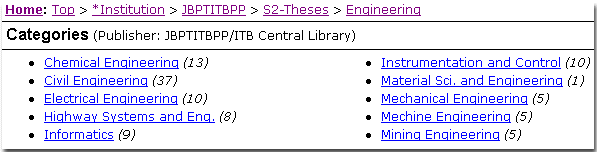 Home: Top > *Institution > JBPTITBPP > S2-Theses > Engineering
Categories (Publisher: JBPTITBPP/ITB Central Library)
• Chemical Engineering (13)
• Civil Engineering (37)
• Electrical Engineering (10)
• Highway Systems and Eng. (8)
• Informatics (9)
• Instrumentation and Control (10)
• Material Sci. and Engineering (1)
• Mechanical Engineering (5)
• Mechine Engineering (5)
• Mining Engineering (5)